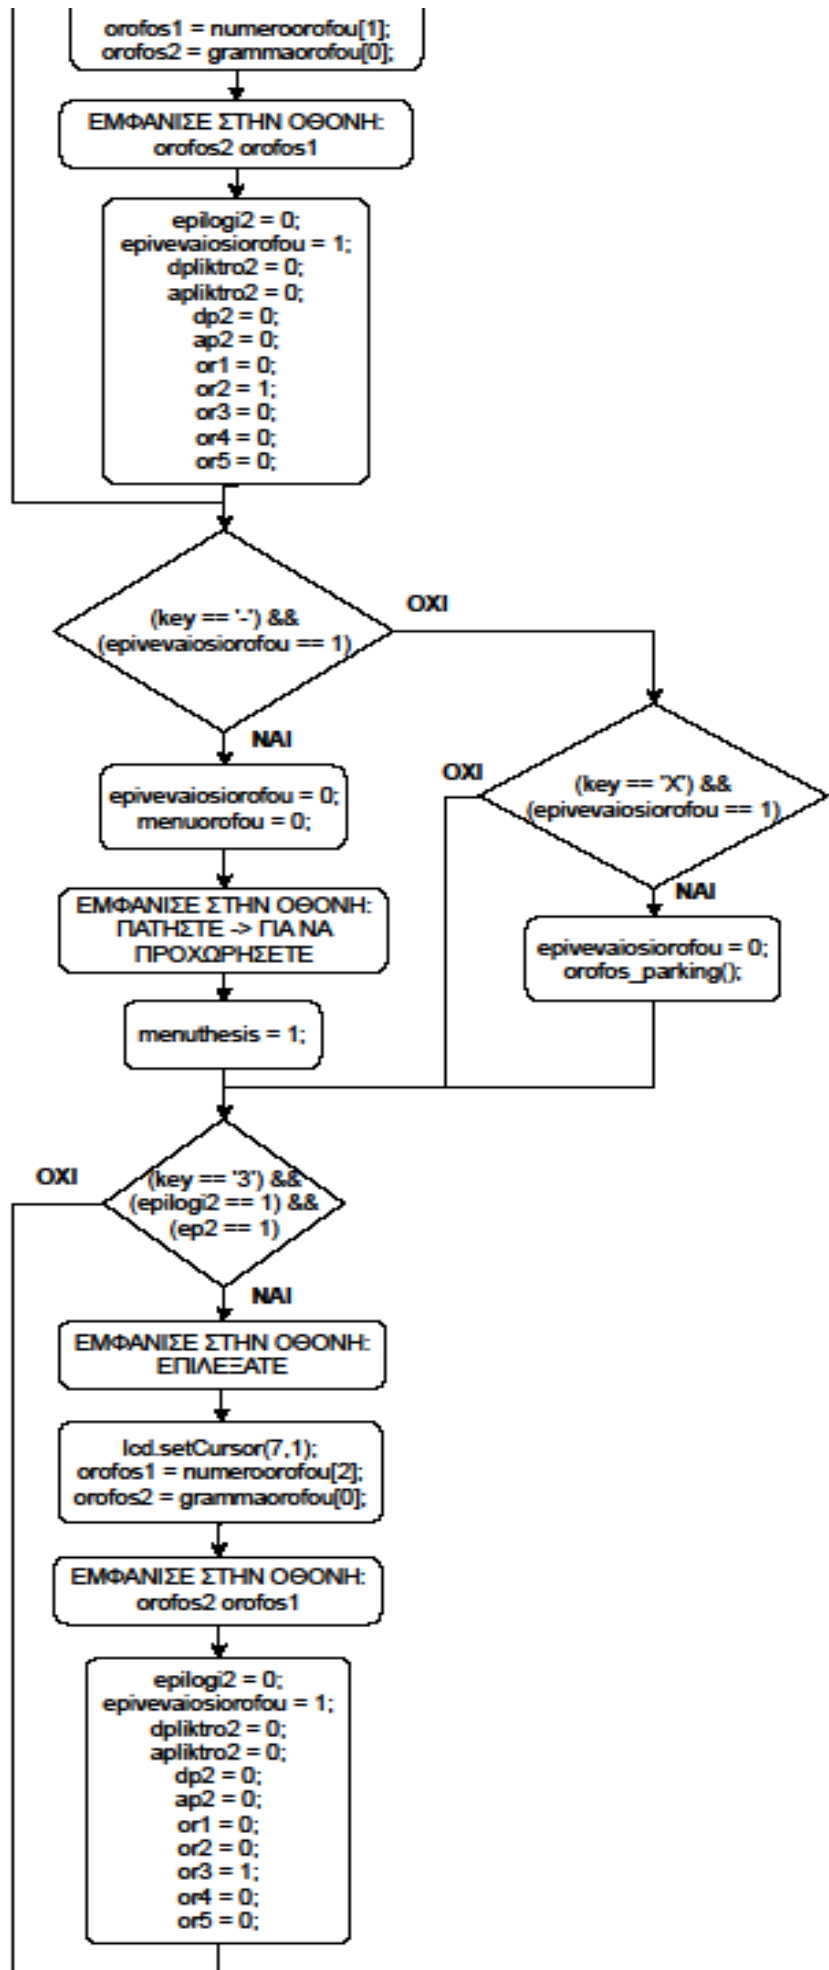 orofos1 = numeroorofou[1];
orofos2 = grammaorofou[0];
ΕΜΦΑΝΙΣΕ ΣΤΗΝ ΟΘΟΝΗ:
orofos2 orofos1
epilogi2 = 0;
epivevaiosiorofou = 1;
dpliktro2 = 0;
apliktro2 = 0;
dp2 = 0;
ap2 = 0;
or1 = 0;
or2 = 1;
or3 = 0;
or4 = 0;
or5 = 0;
(key == '-') &&
(epivevaiosiorofou == 1)
ΟΧΙ
ΝΑΙ
(key == 'X') &&
(epivevaiosiorofou == 1)
ΟΧΙ
ΝΑΙ
epivevaiosiorofou = 0;
menuorofou = 0;
ΕΜΦΑΝΙΣΕ ΣΤΗΝ ΟΘΟΝΗ:
ΠΑΤΗΣΤΕ -> ΓΙΑ ΝΑ
ΠΡΟΧΩΡΗΣΕΤΕ
epivevaiosiorofou = 0;
orofos_parking();
menuthesis = 1;
ΟΧΙ
(key == '3') &&
(epilogi2 == 1) &&
(ep2 == 1)
ΝΑΙ
ΕΜΦΑΝΙΣΕ ΣΤΗΝ ΟΘΟΝΗ:
ΕΠΙΛΕΞΑΤΕ
lcd.setCursor(7,1);
orofos1 = numeroorofou[2];
orofos2 = grammaorofou[0];
ΕΜΦΑΝΙΣΕ ΣΤΗΝ ΟΘΟΝΗ:
orofos2 orofos1
epilogi2 = 0;
epivevaiosiorofou = 1;
dpliktro2 = 0;
apliktro2 = 0;
dp2 = 0;
ap2 = 0;
or1 = 0;
or2 = 0;
or3 = 1;
or4 = 0;
or5 = 0;